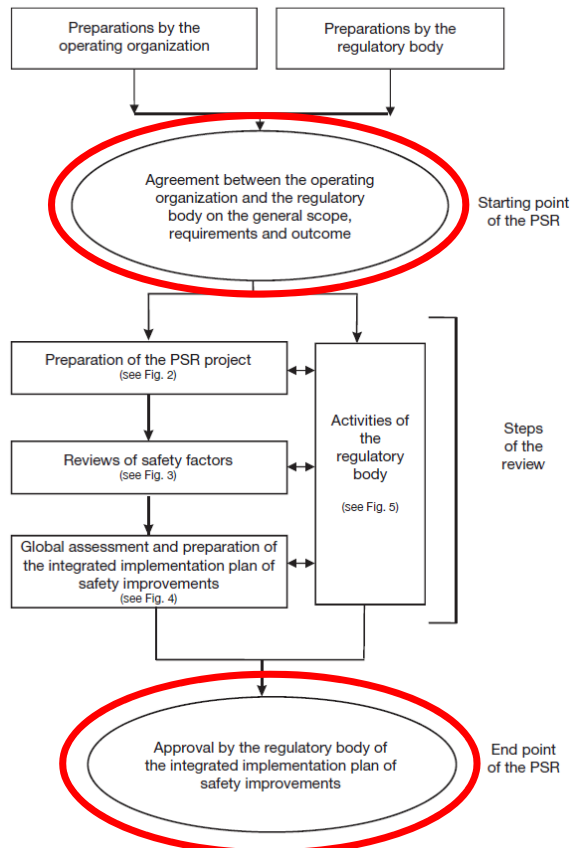 Preparations by the
operating organization
Preparations by the
regulatory body
Agreement between the operating
organization and the regulatory
body on the general scope,
requirements and outcome
Starting point
of the PSR
Preparation of the PSR project
(see Fig. 2)
Reviews of safety factors
(see Fig. 3)
Global assessment and preparation of
the integrated implementation plan of
safety improvements
(see Fig. 4)
Activities of
the
regulatory
body
(see Fig. 5)
Steps
of the
review
Approval by the regulatory body of
the integrated implementation plan of
safety improvements
End point
of the PSR